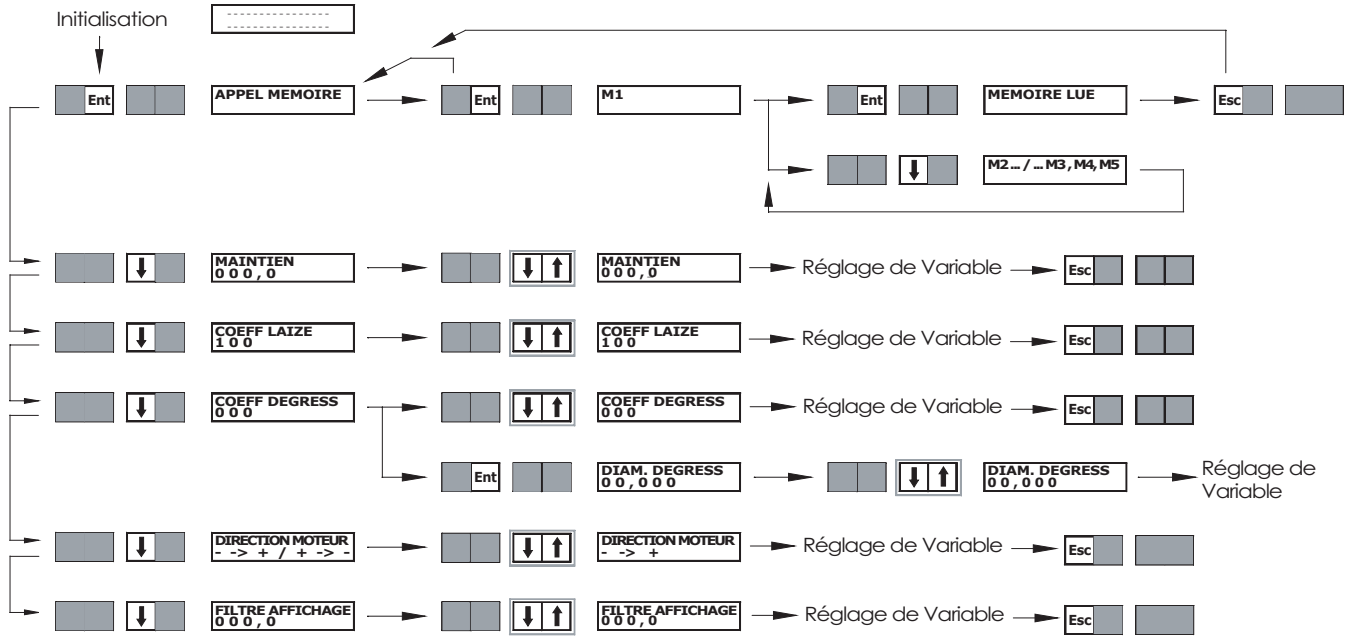 Initialisation
Ent APPEL MEMOIRE Ent M1 Ent MEMOIRE LUE Esc
M2.../...M3,M4,M5
MAINTIEN
000,0
MAINTIEN
000,0
Réglage de Variable Esc
COEFF LAIZE
100
COEFF LAIZE
100
Réglage de Variable Esc
COEFF DEGRESS
000
COEFF DEGRESS
000
Réglage de Variable Esc
Ent
DIAM. DEGRESS
00,000
DIAM. DEGRESS
00,000
Réglage de
Variable
DIRECTION MOTEUR
- -> + / + -> -
DIRECTION MOTEUR
- -> +
Réglage de Variable Esc
FILTRE AFFICHAGE
000,0
FILTRE AFFICHAGE
000,0
Réglage de Variable Esc